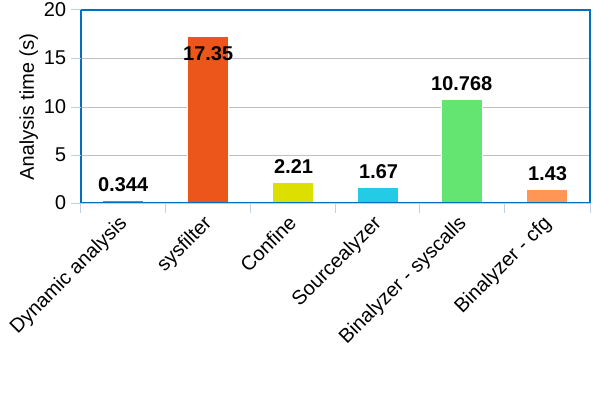 Analysis time (s)
20
15
10
5
0
0.344
17.35
2.21
1.67
10.768
1.43
Dynamic analysis
sysfilter
Confine
Sourcealyzer
Binalyzer - syscalls
Binalyzer - cfg